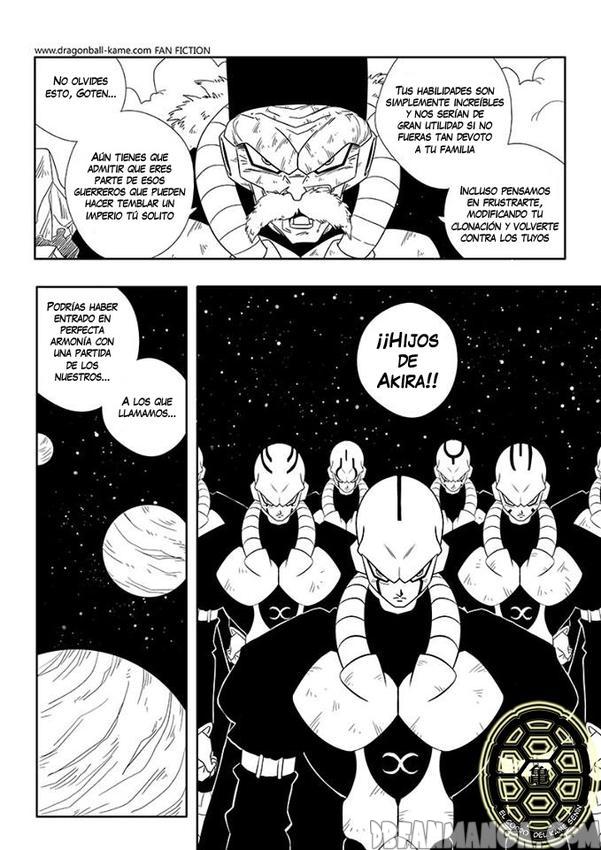 www.dragonball-kame.com FAN FICTION
NO OLVIDES
ESTO, GOTEN...
AÚN TIENES QUE
ADMITIR QUE ERES
PARTE DE ESOS
GUERREROS QUE PUEDEN
HACER TEMBLAR UN
IMPERIO TÚ SOLITO
TUS HABILIDADES SON
SIMPLEMENTE INCREÍBLES
Y NOS SERÍAN DE
GRAN UTILIDAD SI NO
FUERAS TAN DEVOTO
A TU FAMILIA
INCLUSO PENSAMOS
EN FRUSTRARTE,
MODIFICANDO TU
CLONACIÓN Y VOLVERTE
CONTRA LOS TUYOS
PODRÍAS HABER
ENTRADO EN
PERFECTA
ARMONÍA CON
UNA PARTIDA
DE LOS
NUESTROS...
A LOS QUE
LLAMAMOS...
¡¡HIJOS
DE
AKIRA!!
DBFANMANGA.COM